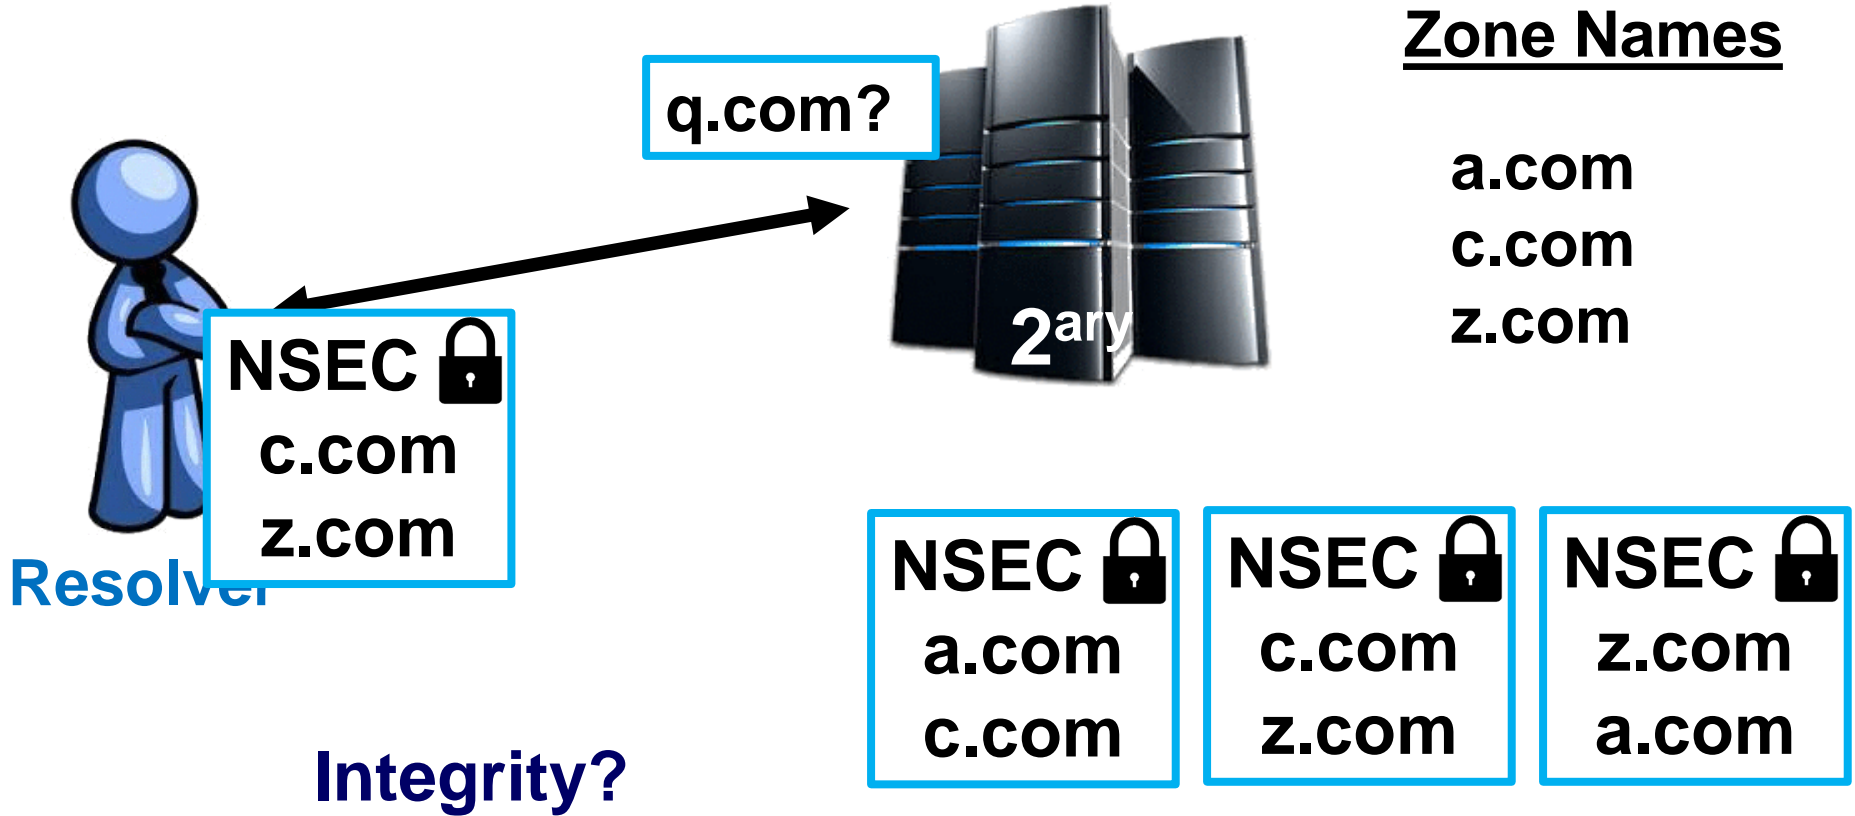 Zone Names
q.com?
a.com
c.com
z.com
2ary
NSEC
c.com
z.com
Resolver
NSEC
a.com
c.com
NSEC
c.com
z.com
NSEC
z.com
a.com
Integrity?